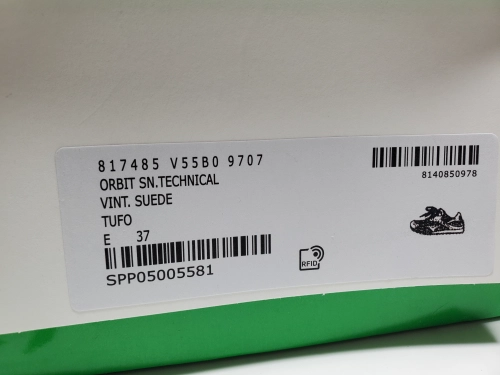 817485 V55B0 9707
ORBIT SN.TECHNICAL
VINT. SUEDE
TUFO
E 37
SPP05005581
8140850978
RFID